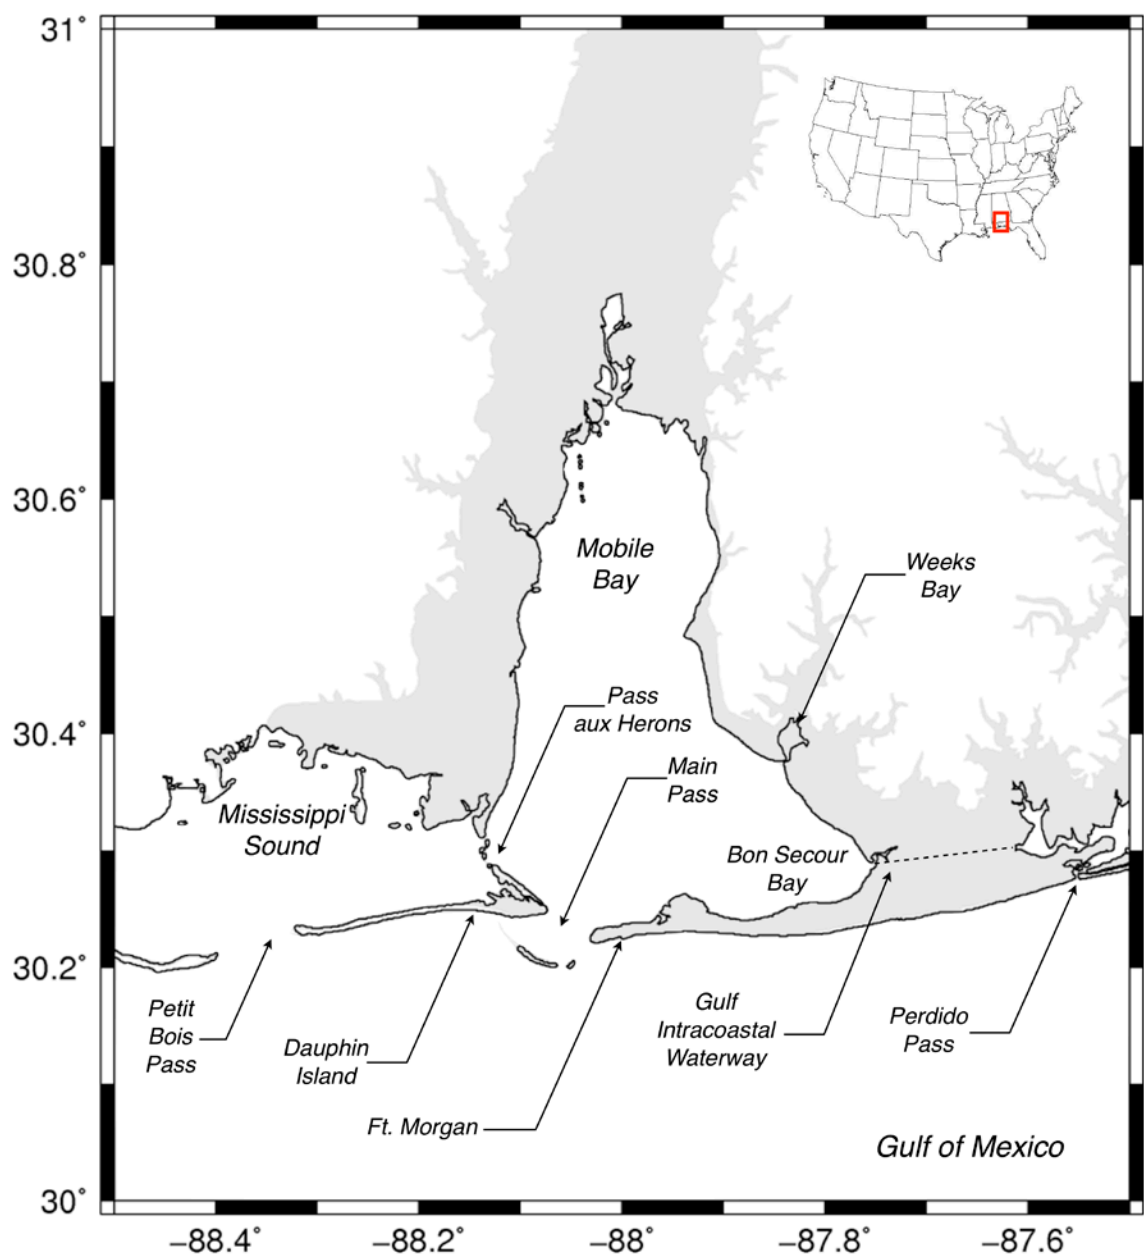 31˚
30.8˚
30.6˚
30.4˚
30.2˚
30˚
Mobile
Bay
Weeks
Bay
Pass
aux Herons
Main
Pass
Mississippi
Sound
Bon Secour
Bay
Petit
Bois
Pass
Dauphin
Island
Ft. Morgan
Gulf
Intracoastal
Waterway
Perdido
Pass
Gulf of Mexico
−88.4˚
−88.2˚
−88˚
−87.8˚
−87.6˚